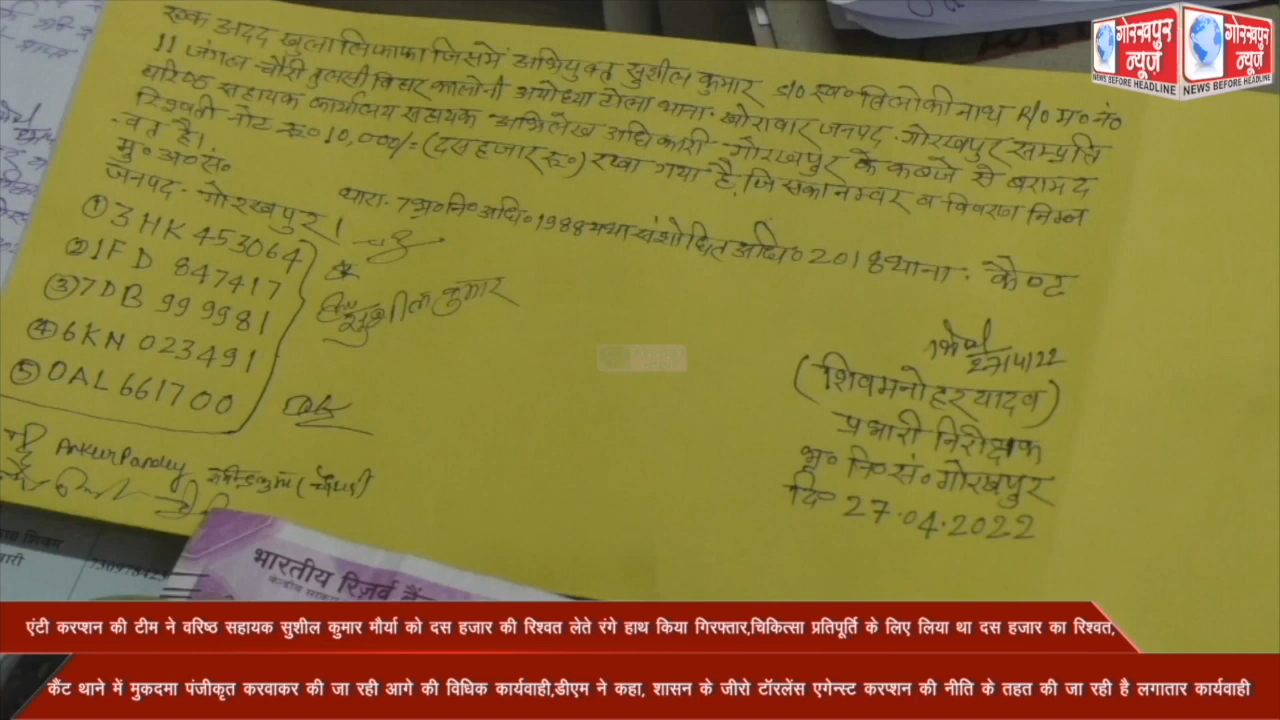 गोरखपुर न्यूज़ NEWS BEFORE HEADLINE
गोरखपुर न्यूज़ NEWS BEFORE HEADLINE
एक अदद खुला लिफाफा जिसमें अभियुक्त सुशील कुमार S/O स्व० त्रिलोकीनाथ R/O म० नं०
11 जंगल चौरी तुलसी विहार कालोनी अयोध्या टोला थाना- खोराबार जनपद- गोरखपुर सम्प्रति
वरिष्ठ सहायक कार्यालय सहायक अभिलेख अधिकारी गोरखपुर के कब्जे से बरामद
रिश्वती नोट रु० 10,000/= (दस हजार रु०) रखा गया है, जिसका नम्बर व विवरण निम्न
-वत है।
मु० अ० सं०
धारा- 7 भ्र० नि० अधि० 1988 यथा संशोधित अधि० 2018 थाना- कैण्ट
जनपद- गोरखपुर।
① 3HK 453064
② 1FD 847417
③ 7DB 999981
④ 6KN 023491
⑤ 0AL 661700
सुशील कुमार
27/4/22
(शिवमनोहर यादव)
प्रभारी निरीक्षक
भ्र० नि० सं० गोरखपुर
दि० 27.04.2022
Ankur Pandey
भारतीय रिज़र्व बैंक
एंटी करप्शन की टीम ने वरिष्ठ सहायक सुशील कुमार मौर्या को दस हजार की रिश्वत लेते रंगे हाथ किया गिरफ्तार,चिकित्सा प्रतिपूर्ति के लिए लिया था दस हजार का रिश्वत,
कैंट थाने में मुकदमा पंजीकृत करवाकर की जा रही आगे की विधिक कार्यवाही,डीएम ने कहा, शासन के जीरो टॉरलेंस एगेन्स्ट करप्शन की नीति के तहत की जा रही है लगातार कार्यवाही